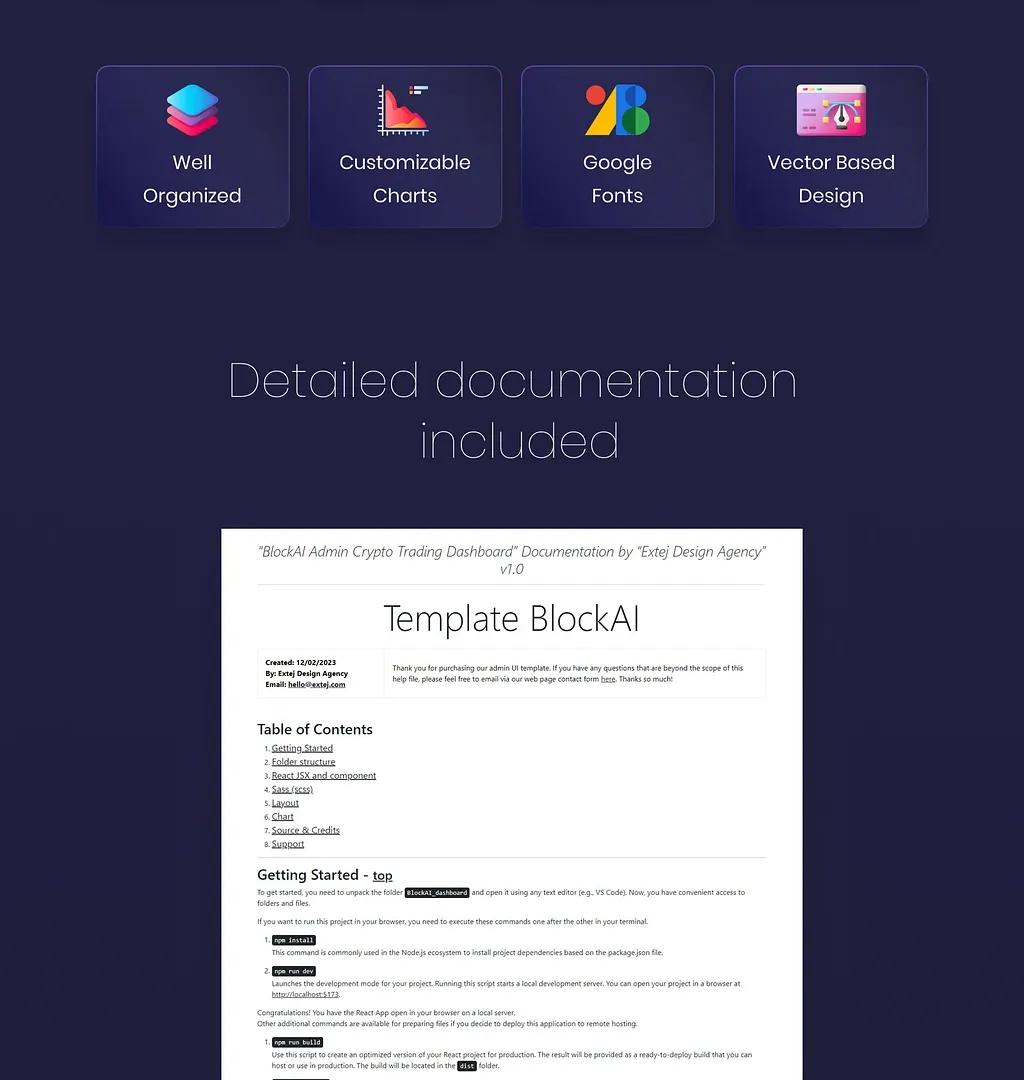 Well
Organized
Customizable
Charts
Google
Fonts
Vector Based
Design
Detailed documentation
included
"BlockAI Admin Crypto Trading Dashboard" Documentation by "Extej Design Agency"
v1.0
Template BlockAI
Created: 12/02/2023
By: Extej Design Agency
Email: hello@extej.com
Thank you for purchasing our admin UI template. If you have any questions that are beyond the scope of this
help file, please feel free to email via our web page contact form here. Thanks so much!
Table of Contents
1. Getting Started
2. Folder structure
3. React JSX and component
4. Sass (scss)
5. Layout
6. Chart
7. Source & Credits
8. Support
Getting Started - top
To get started, you need to unpack the folder BlockAI_dashboard and open it using any text editor (e.g., VS Code). Now, you have convenient access to
folders and files.
If you want to run this project in your browser, you need to execute these commands one after the other in your terminal.
1. npm install
This command is commonly used in the Node.js ecosystem to install project dependencies based on the package.json file.
2. npm run dev
Launches the development mode for your project. Running this script starts a local development server. You can open your project in a browser at
http://localhost:5173.
Congratulations! You have the React App open in your browser on a local server.
Other additional commands are available for preparing files if you decide to deploy this application to remote hosting.
1. npm run build
Use this script to create an optimized version of your React project for production. The result will be provided as a ready-to-deploy build that you can
host or use in production. The build will be located in the dist folder.